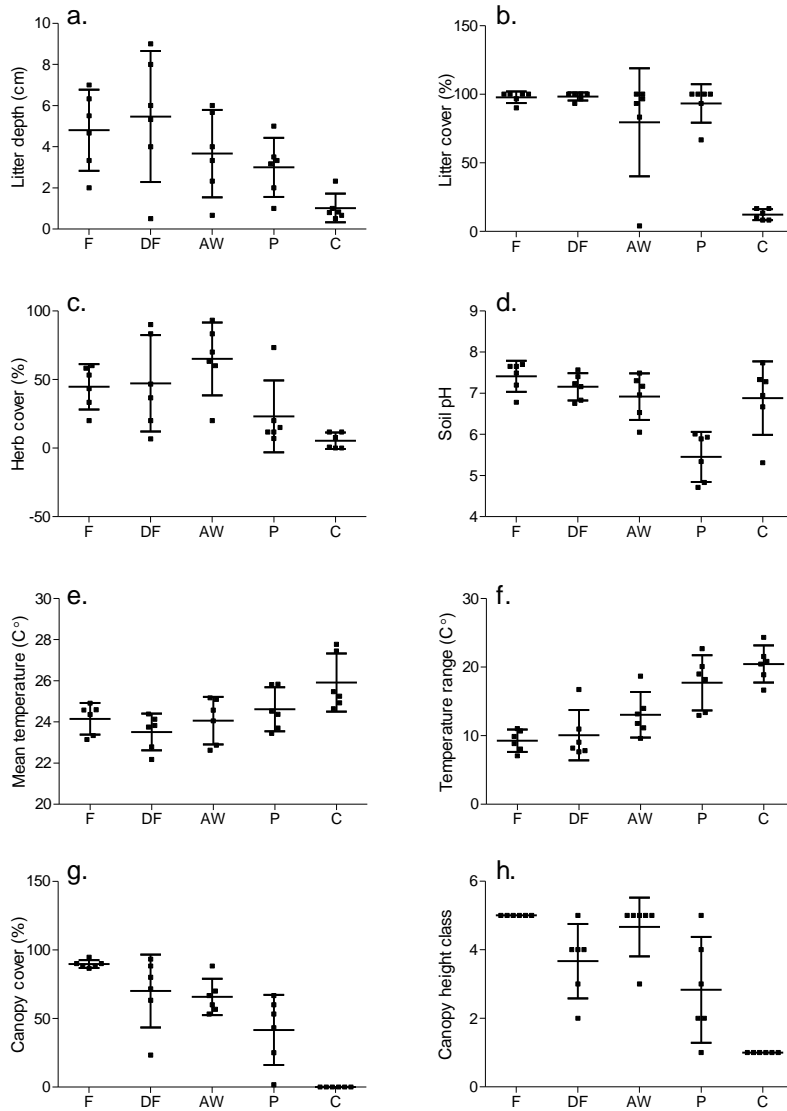 a.
Litter depth (cm)
10
8
6
4
2
0
F DF AW P C
b.
Litter cover (%)
150
100
50
0
F DF AW P C
c.
Herb cover (%)
100
50
0
-50
F DF AW P C
d.
Soil pH
9
8
7
6
5
4
F DF AW P C
e.
Mean temperature (C°)
30
28
26
24
22
20
F DF AW P C
f.
Temperature range (C°)
30
20
10
0
F DF AW P C
g.
Canopy cover (%)
150
100
50
0
F DF AW P C
h.
Canopy height class
6
4
2
0
F DF AW P C